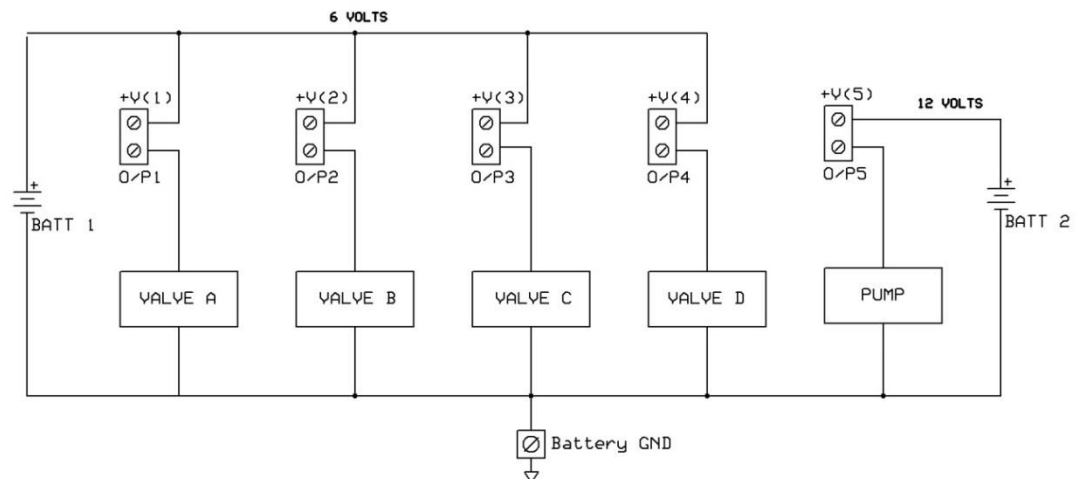 6 VOLTS
+V(1)
+V(2)
+V(3)
+V(4)
+V(5)
12 VOLTS
O/P1
O/P2
O/P3
O/P4
O/P5
+
BATT 1
+
BATT 2
VALVE A
VALVE B
VALVE C
VALVE D
PUMP
Battery GND